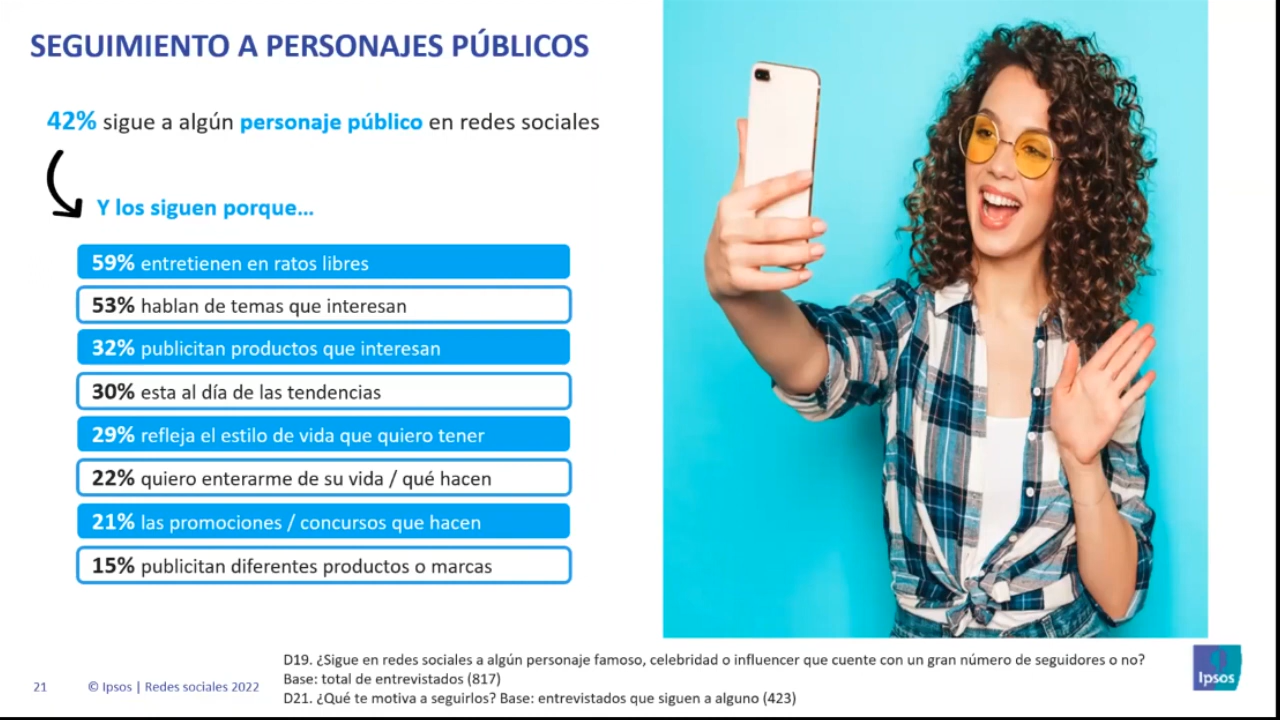 SEGUIMIENTO A PERSONAJES PÚBLICOS
42% sigue a algún personaje público en redes sociales
Y los siguen porque...
59% entretienen en ratos libres
53% hablan de temas que interesan
32% publicitan productos que interesan
30% esta al día de las tendencias
29% refleja el estilo de vida que quiero tener
22% quiero enterarme de su vida / qué hacen
21% las promociones / concursos que hacen
15% publicitan diferentes productos o marcas
D19. ¿Sigue en redes sociales a algún personaje famoso, celebridad o influencer que cuente con un gran número de seguidores o no?
Base: total de entrevistados (817)
D21. ¿Qué te motiva a seguirlos? Base: entrevistados que siguen a alguno (423)
21 © Ipsos | Redes sociales 2022
Ipsos